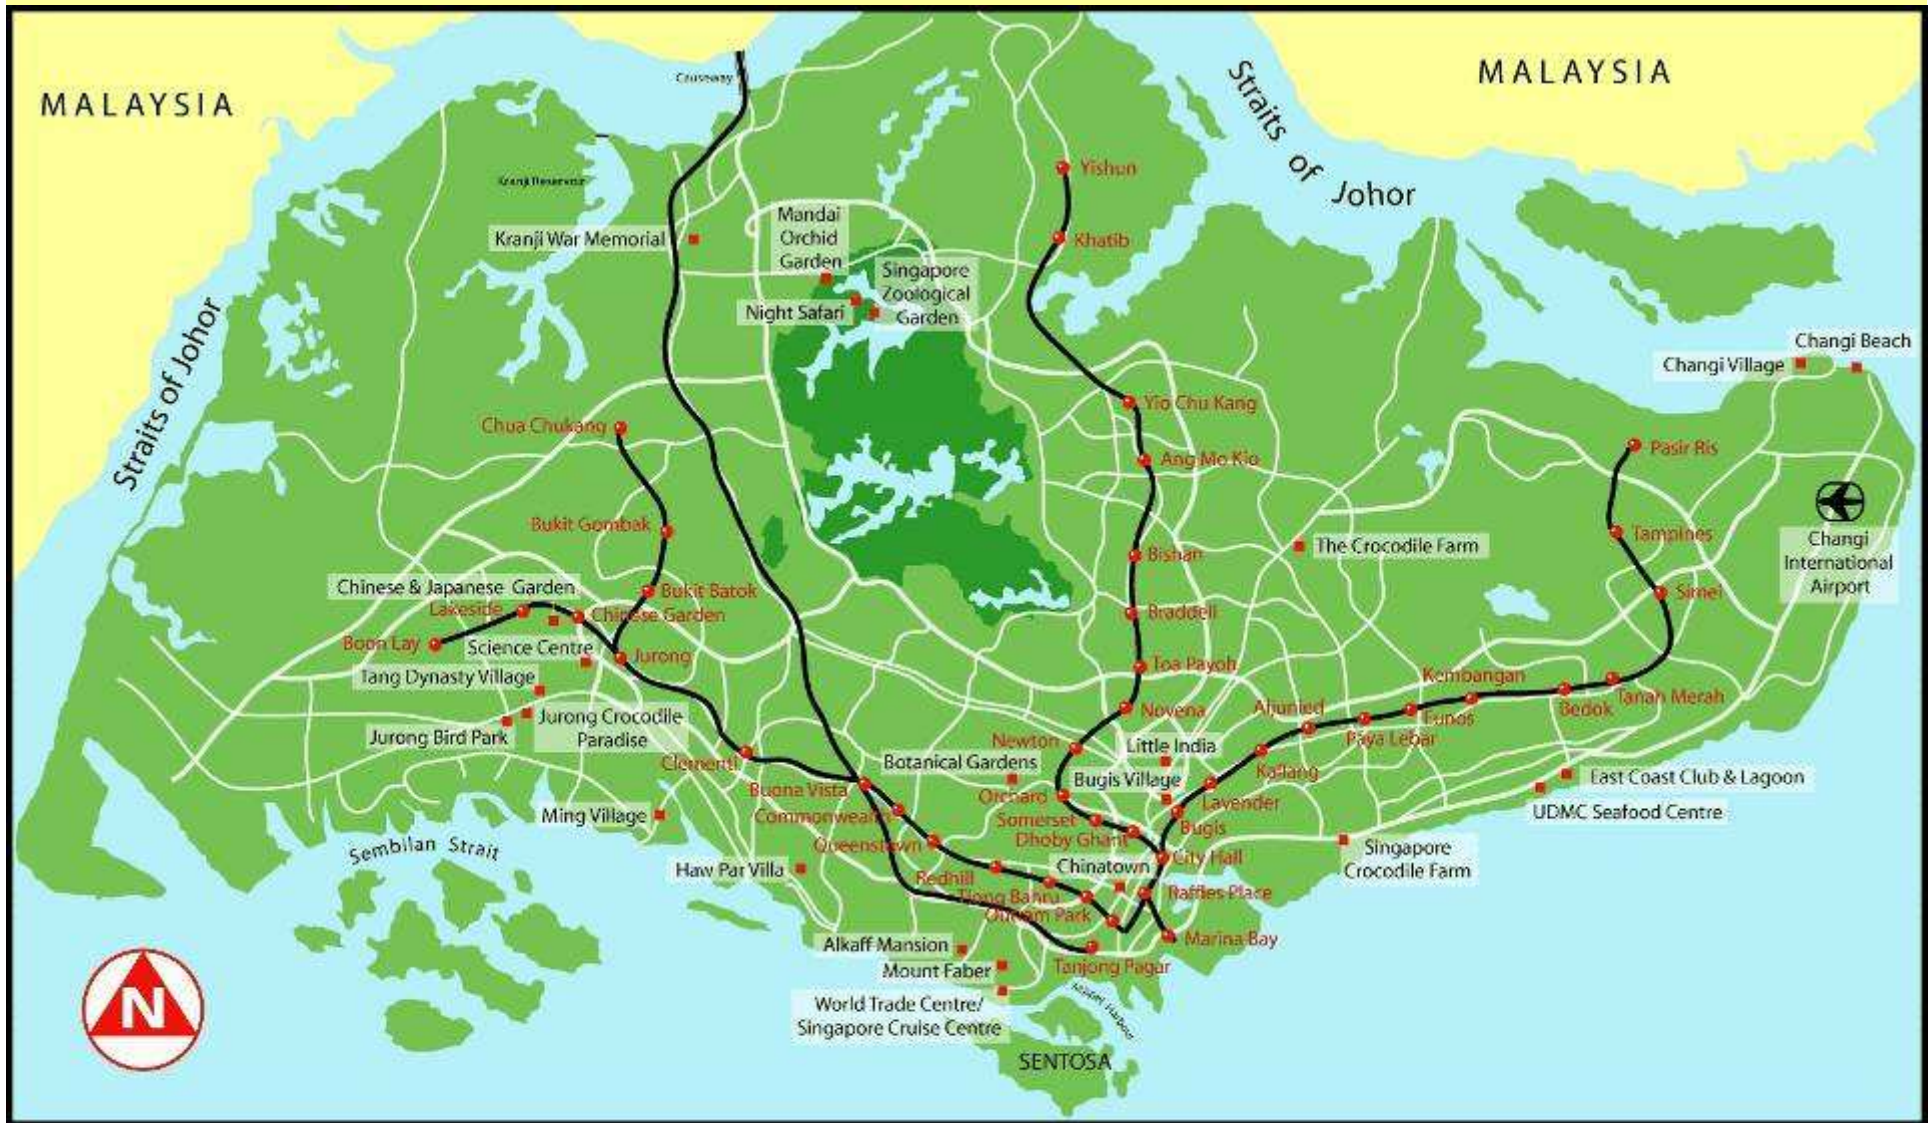 MALAYSIA
MALAYSIA
Causeway
Straits of Johor
Straits of Johor
Kranji Reservoir
Kranji War Memorial
Mandai
Orchid
Garden
Singapore
Zoological
Garden
Night Safari
Yishun
Khatib
Changi Beach
Changi Village
Yio Chu Kang
Chua Chukang
Ang Mo Kio
Pasir Ris
Bukit Gombak
Tampines
Changi
International
Airport
The Crocodile Farm
Bishan
Chinese & Japanese Garden
Bukit Batok
Simei
Lakeside
Chinese Garden
Braddell
Boon Lay
Science Centre
Jurong
Toa Payoh
Tang Dynasty Village
Kembangan
Tanah Merah
Bedok
Novena
Aljunied
Eunos
Jurong Crocodile
Paradise
Jurong Bird Park
Paya Lebar
Newton
Little India
Botanical Gardens
Clementi
Bugis Village
Kallang
East Coast Club & Lagoon
Buona Vista
Orchard
Lavender
UDMC Seafood Centre
Ming Village
Commonwealth
Somerset
Bugis
Queenstown
Dhoby Ghant
Sembilan Strait
Singapore
Crocodile Farm
Chinatown
City Hall
Haw Par Villa
Redhill
Tiong Bahru
Raffles Place
Outram Park
Alkaff Mansion
Marina Bay
Mount Faber
Tanjong Pagar
World Trade Centre/
Singapore Cruise Centre
N
SENTOSA